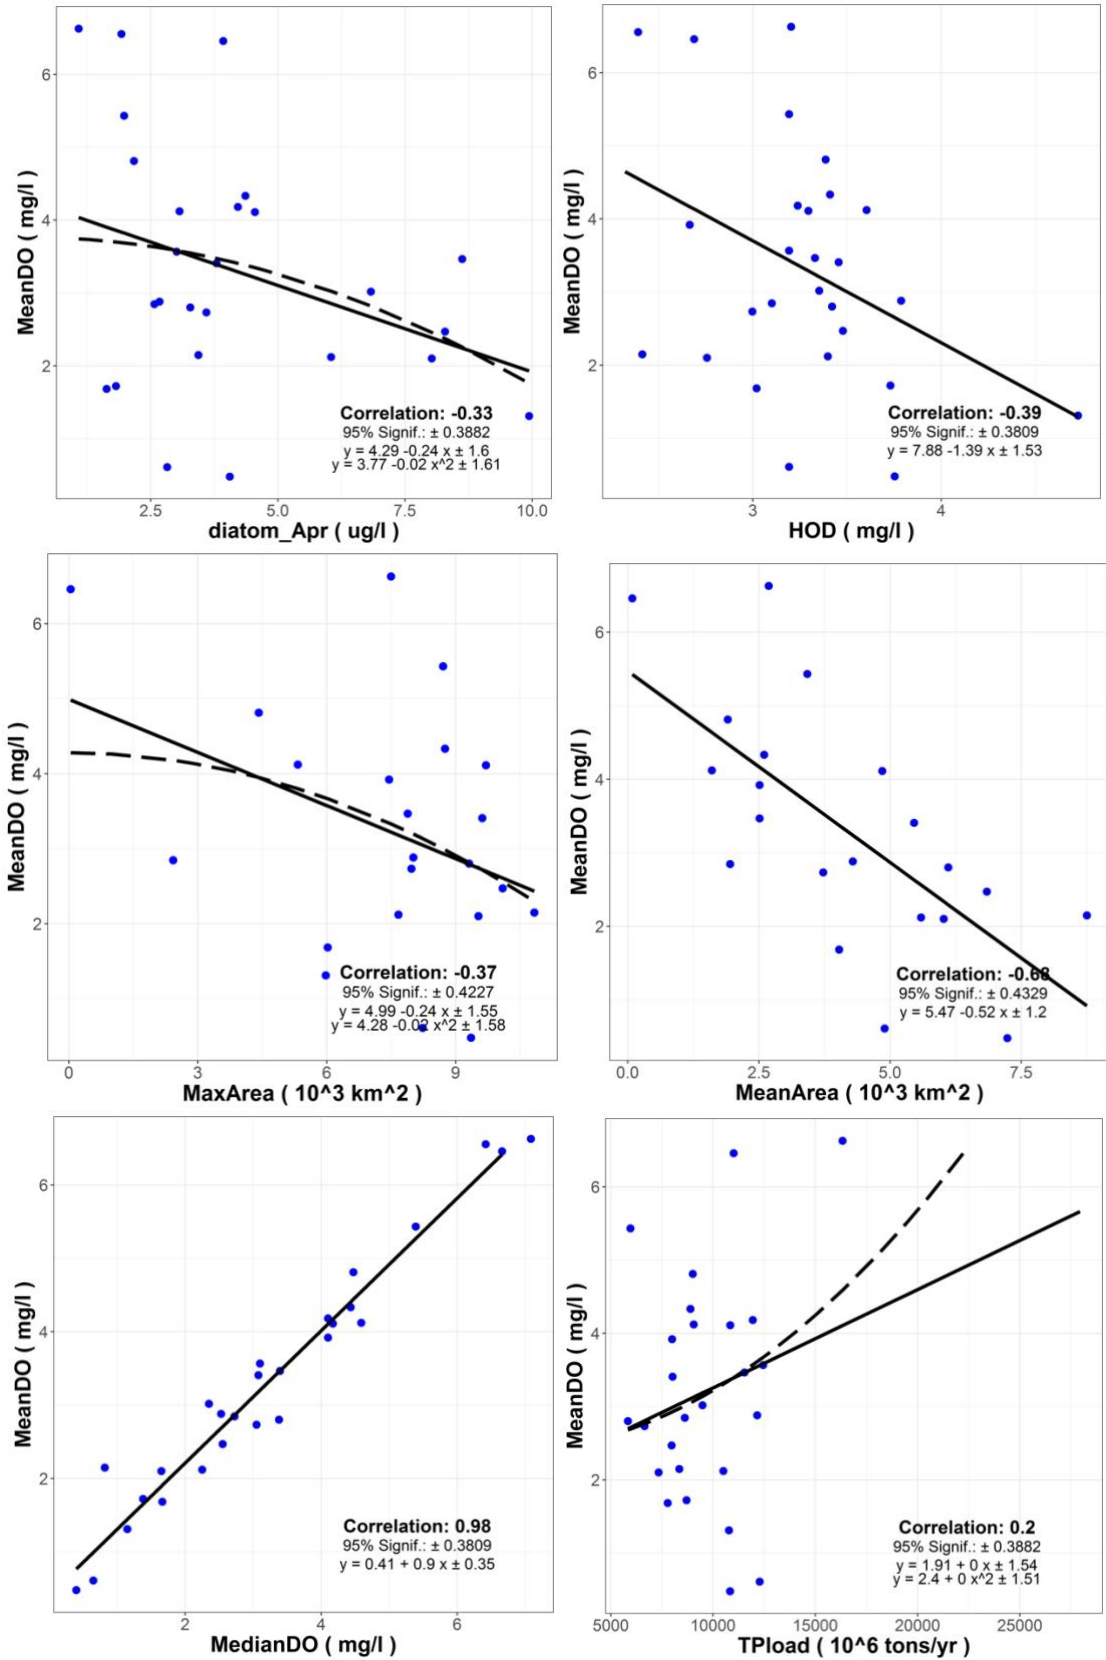 MeanDO ( mg/l )
6
4
2
Correlation: -0.33
95% Signif.: ± 0.3882
y = 4.29 -0.24 x ± 1.6
y = 3.77 -0.02 x^2 ± 1.61
2.5 5.0 7.5 10.0
diatom_Apr ( ug/l )
MeanDO ( mg/l )
6
4
2
Correlation: -0.39
95% Signif.: ± 0.3809
y = 7.88 -1.39 x ± 1.53
3 4
HOD ( mg/l )
MeanDO ( mg/l )
6
4
2
Correlation: -0.37
95% Signif.: ± 0.4227
y = 4.99 -0.24 x ± 1.55
y = 4.28 -0.02 x^2 ± 1.58
0 3 6 9
MaxArea ( 10^3 km^2 )
MeanDO ( mg/l )
6
4
2
Correlation: -0.68
95% Signif.: ± 0.4329
y = 5.47 -0.52 x ± 1.2
0.0 2.5 5.0 7.5
MeanArea ( 10^3 km^2 )
MeanDO ( mg/l )
6
4
2
Correlation: 0.98
95% Signif.: ± 0.3809
y = 0.41 + 0.9 x ± 0.35
2 4 6
MedianDO ( mg/l )
MeanDO ( mg/l )
6
4
2
Correlation: 0.2
95% Signif.: ± 0.3882
y = 1.91 + 0 x ± 1.54
y = 2.4 + 0 x^2 ± 1.51
5000 10000 15000 20000 25000
TPload ( 10^6 tons/yr )